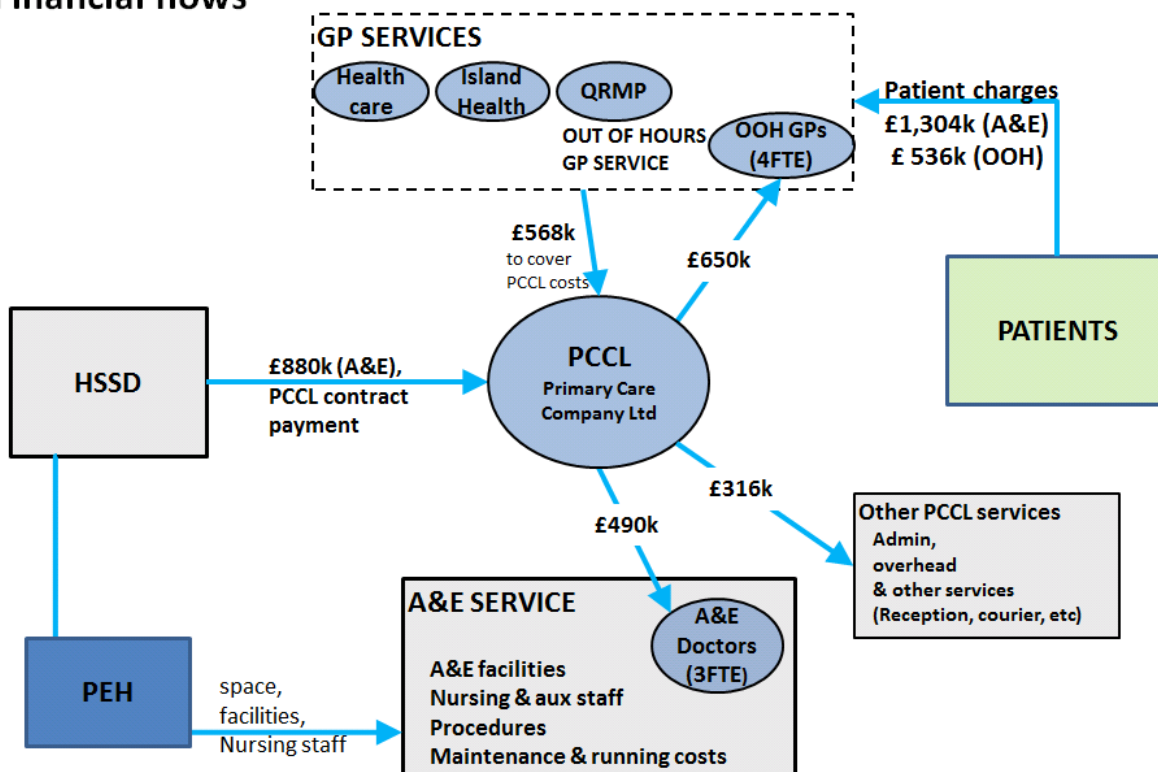 Financial flows
GP SERVICES
Health
care
Island
Health
QRMP
OUT OF HOURS
GP SERVICE
OOH GPs
(4FTE)
Patient charges
£1,304k (A&E)
£ 536k (OOH)
£568k
to cover
PCCL costs
£650k
PATIENTS
HSSD
£880k (A&E),
PCCL contract
payment
PCCL
Primary Care
Company Ltd
£316k
£490k
Other PCCL services
Admin,
overhead
& other services
(Reception, courier, etc)
A&E SERVICE
A&E
Doctors
(3FTE)
A&E facilities
Nursing & aux staff
Procedures
Maintenance & running costs
PEH
space,
facilities,
Nursing staff